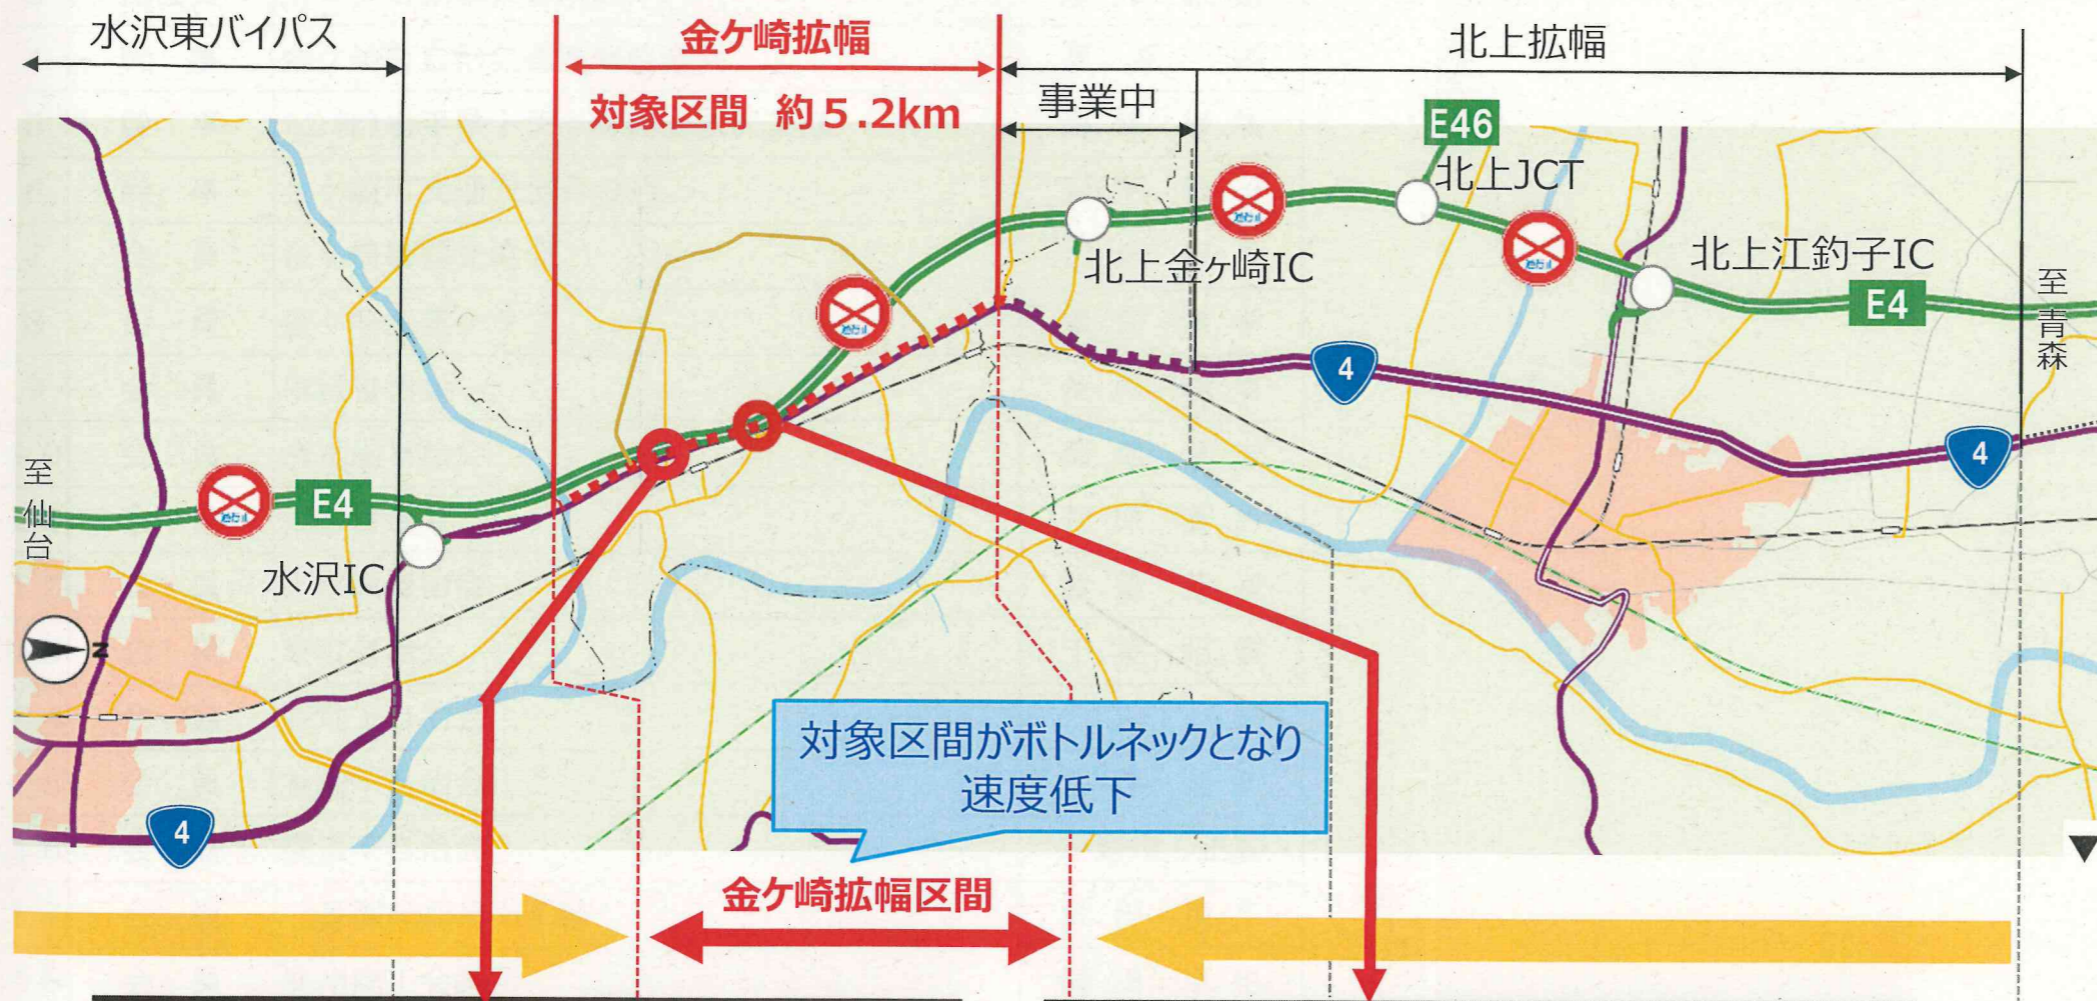 水沢東バイパス
金ケ崎拡幅
北上拡幅
対象区間 約5.2km
事業中
E46
北上JCT
北上金ヶ崎IC
北上江釣子IC
E4
至青森
4
4
至仙台
E4
水沢IC
N
対象区間がボトルネックとなり
速度低下
4
金ケ崎拡幅区間